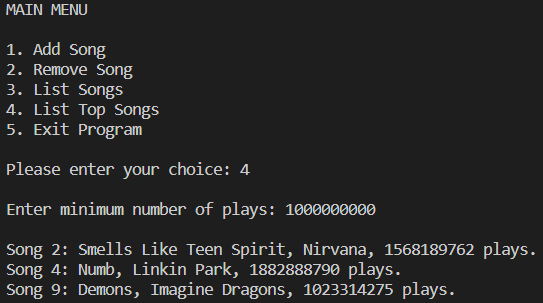 MAIN MENU
1. Add Song
2. Remove Song
3. List Songs
4. List Top Songs
5. Exit Program
Please enter your choice: 4
Enter minimum number of plays: 1000000000
Song 2: Smells Like Teen Spirit, Nirvana, 1568189762 plays.
Song 4: Numb, Linkin Park, 1882888790 plays.
Song 9: Demons, Imagine Dragons, 1023314275 plays.